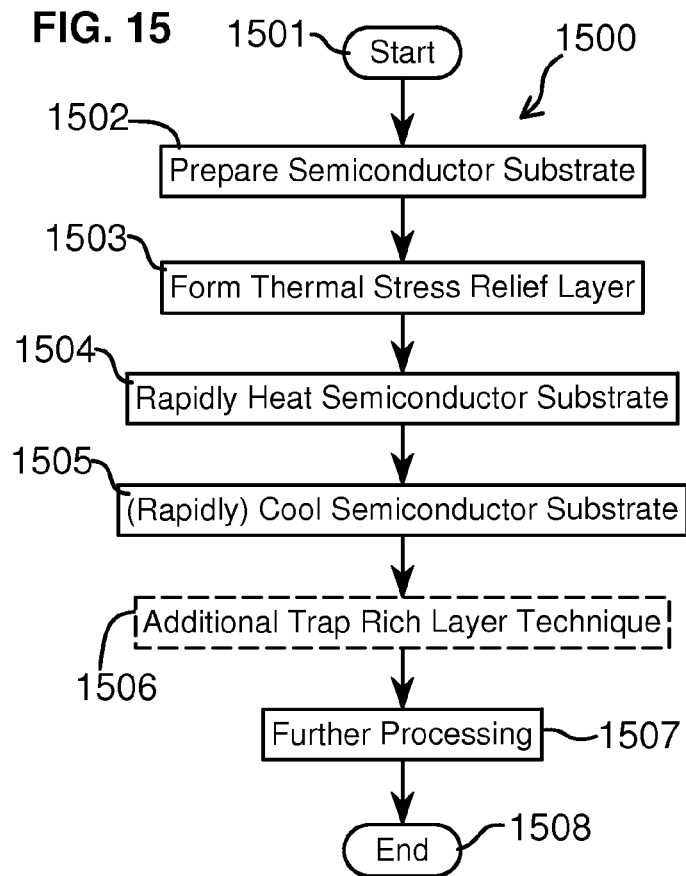 FIG. 15
1501
Start
1500
1502
Prepare Semiconductor Substrate
1503
Form Thermal Stress Relief Layer
1504
Rapidly Heat Semiconductor Substrate
1505
(Rapidly) Cool Semiconductor Substrate
Additional Trap Rich Layer Technique
1506
Further Processing
1507
End
1508